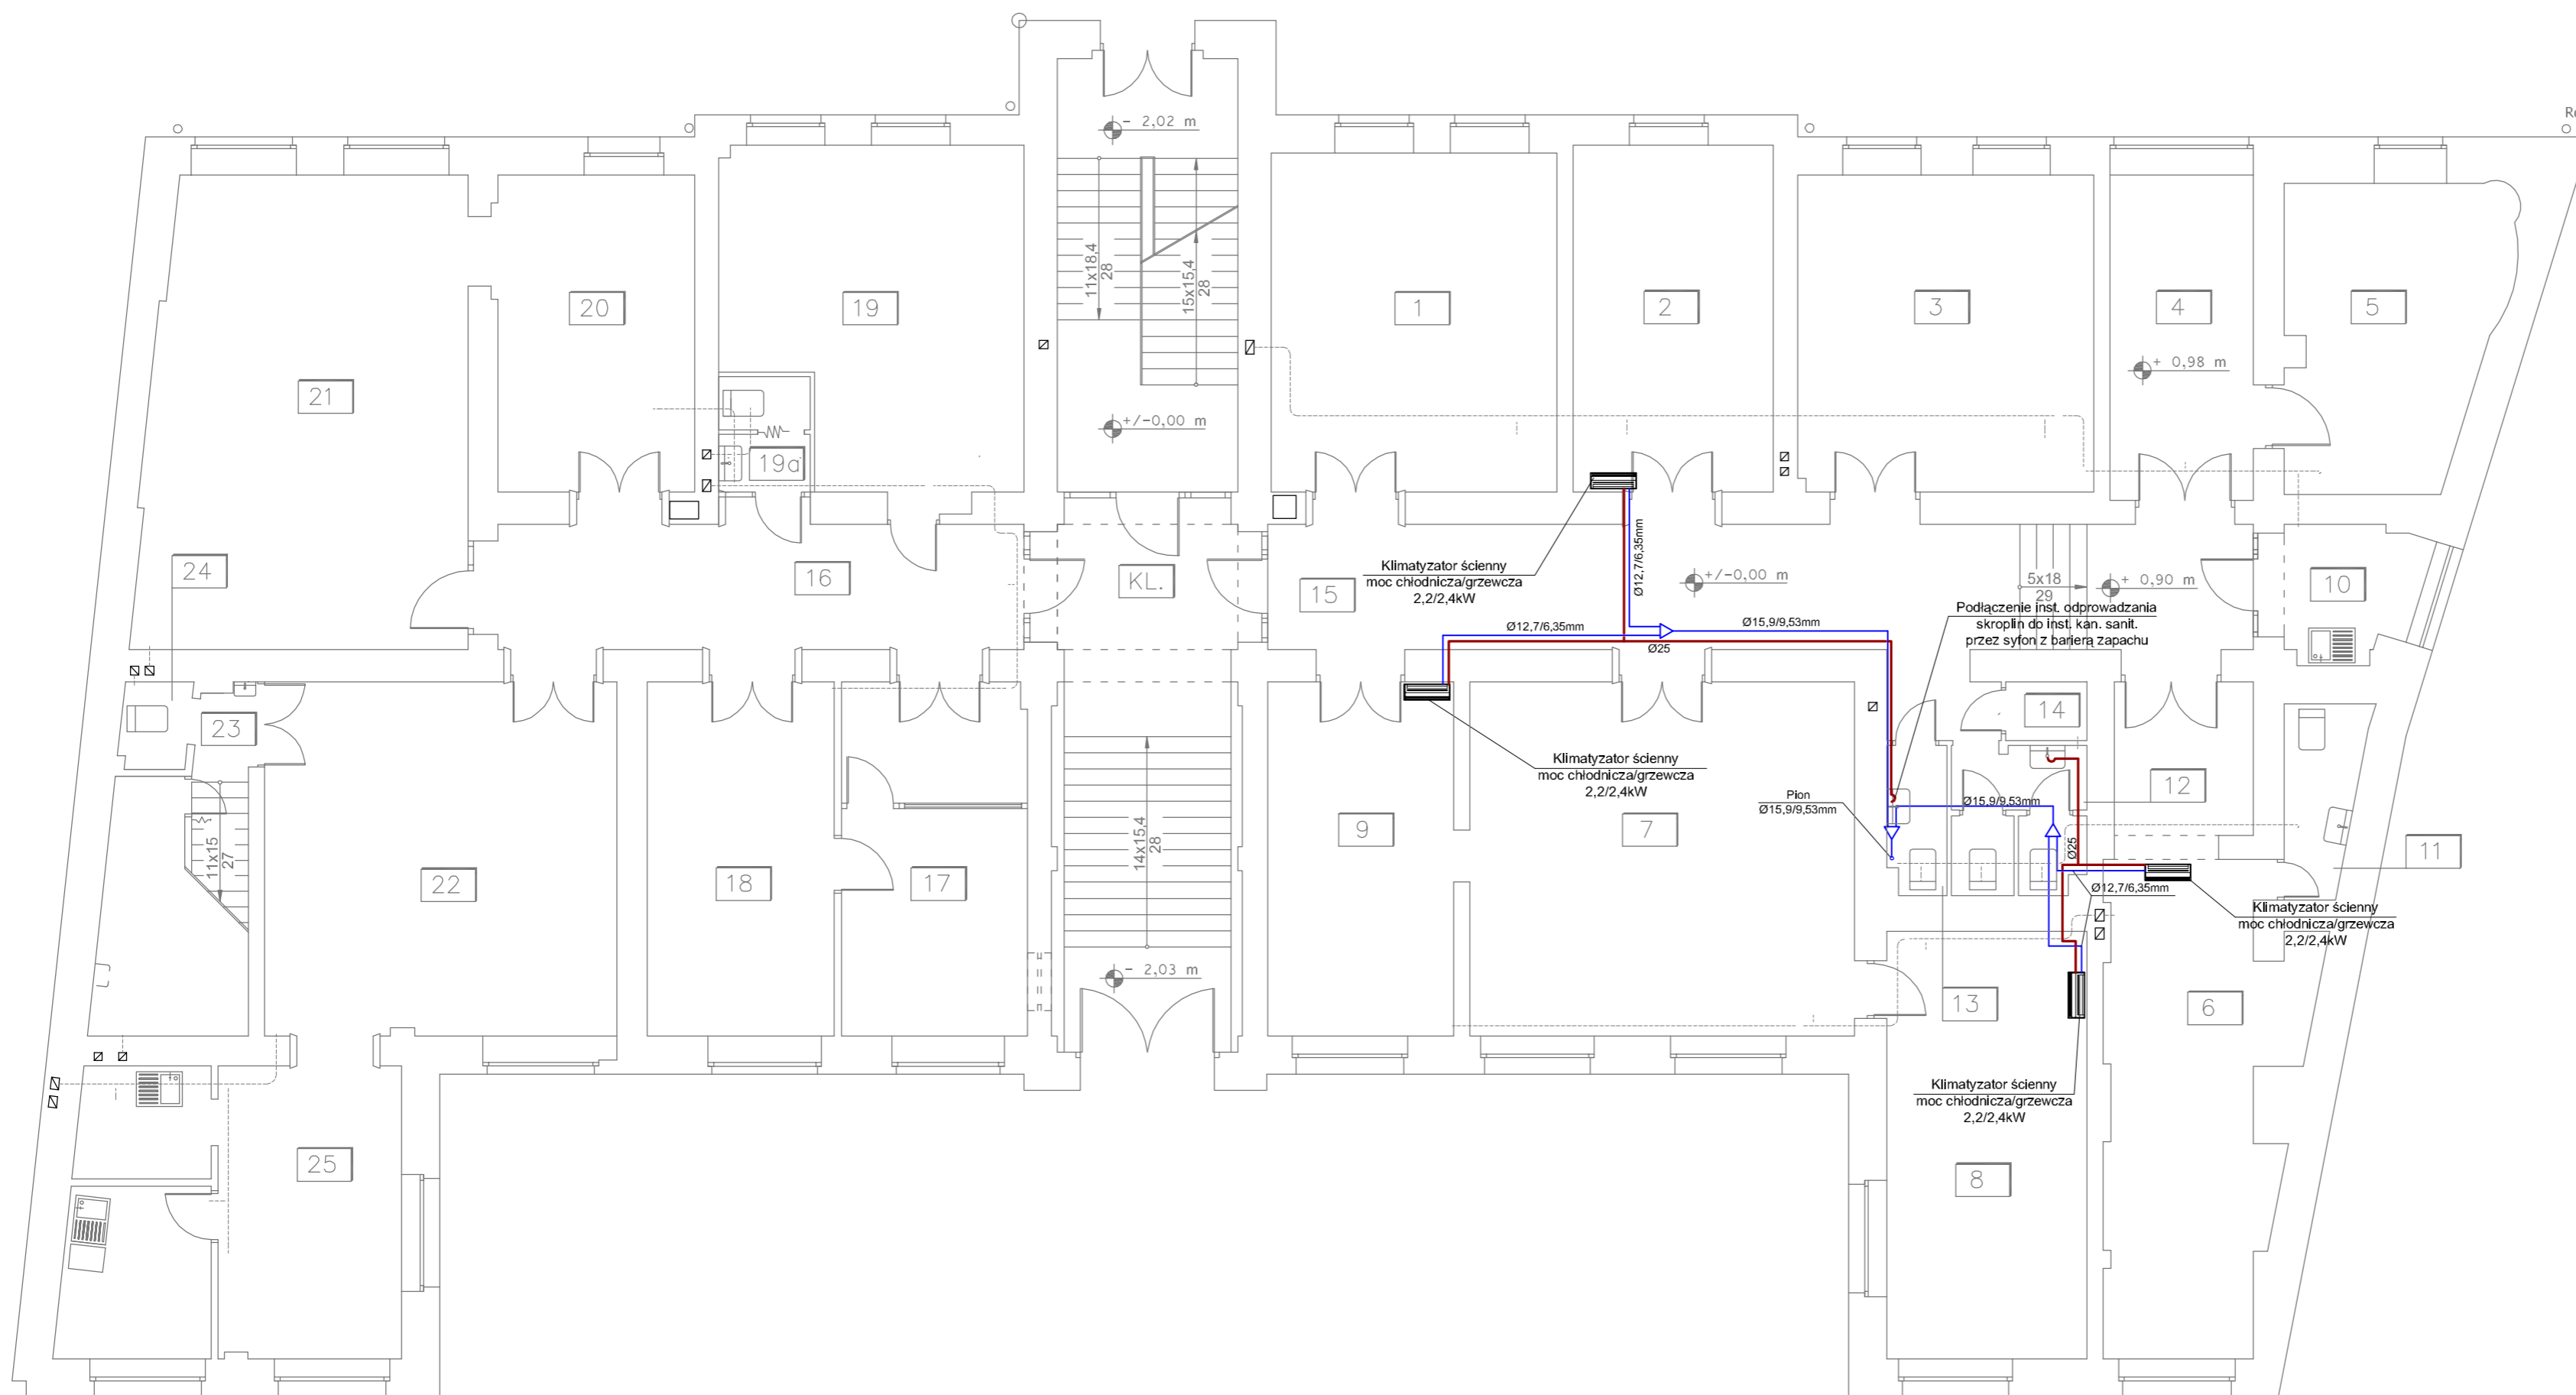 Rσ
- 2,02 m
11x18,4
28
15x15,4
28
20
19
1
2
3
4
5
+ 0,98 m
21
+/-0,00 m
19a
24
16
KL.
15
Klimatyzator ścienny
moc chłodnicza/grzewcza
2,2/2,4kW
Ø12,7/6,35mm
+/-0,00 m
5x18
29
+ 0,90 m
10
Podłączenie inst. odprowadzania
skroplin do inst. kan. sanit.
przez syfon z barierą zapachu
Ø12,7/6,35mm
Ø15,9/9,53mm
Ø25
23
14
Klimatyzator ścienny
moc chłodnicza/grzewcza
2,2/2,4kW
Pion
Ø15,9/9,53mm
Ø15,9/9,53mm
12
11x15
27
14x15,4
28
9
7
Ø25
11
22
18
17
Ø12,7/6,35mm
Klimatyzator ścienny
moc chłodnicza/grzewcza
2,2/2,4kW
- 2,03 m
13
6
Klimatyzator ścienny
moc chłodnicza/grzewcza
2,2/2,4kW
25
8